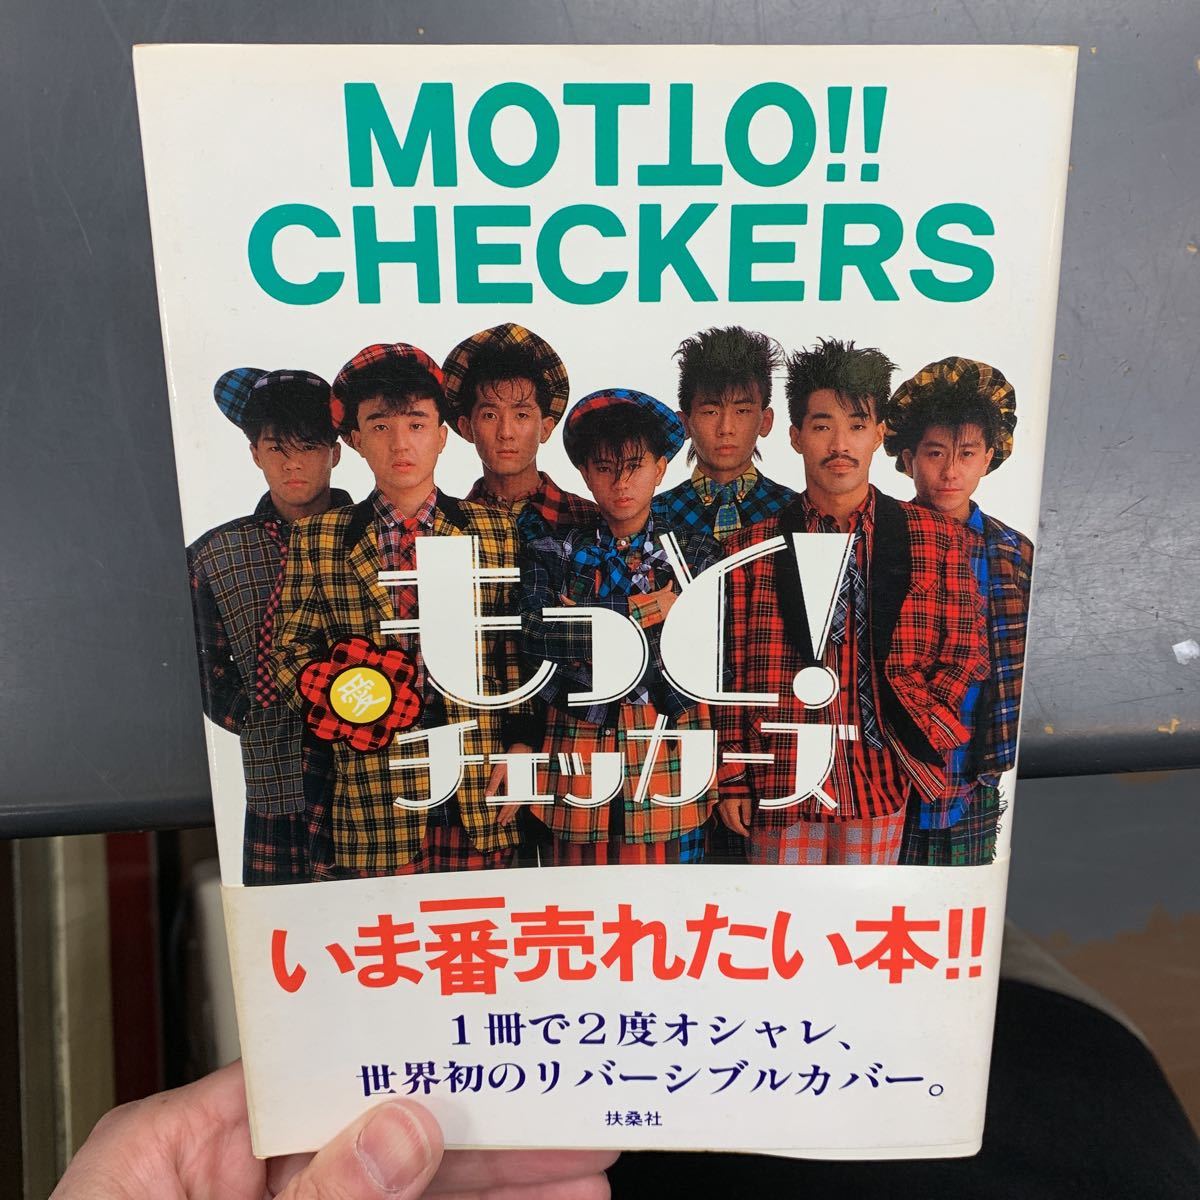 MOTTO!!
CHECKERS
もっと!
愛
チェッカーズ
いま一番売れたい本!!
1冊で2度オシャレ、
世界初のリバーシブルカバー。
扶桑社